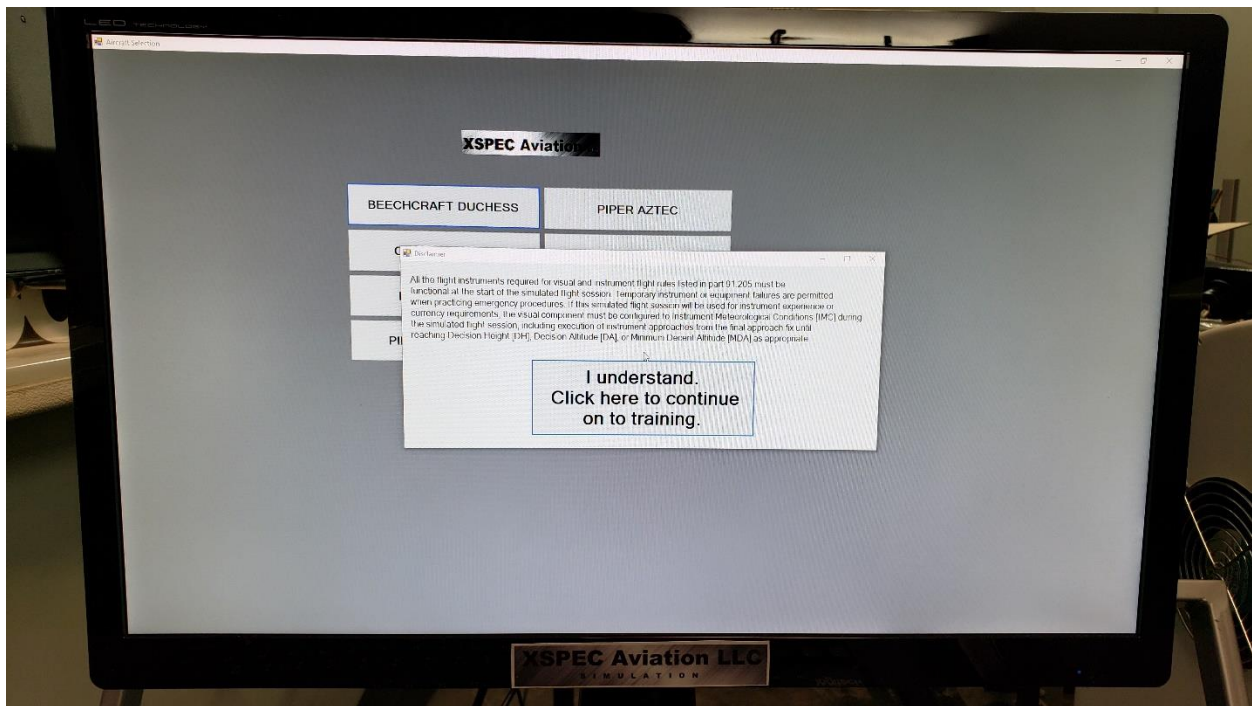 LED TECHNOLOGY
Aircraft Selection
XSPEC Aviation
BEECHCRAFT DUCHESS
PIPER AZTEC
C
Disclaimer
All the flight instruments required for visual and instrument flight rules listed in part 91.205 must be
functional at the start of the simulated flight session. Temporary instrument or equipment failures are permitted
when practicing emergency procedures. If this simulated flight session will be used for instrument experience or
currency requirements, the visual component must be configured to Instrument Meteorological Conditions [IMC] during
the simulated flight session, including execution of instrument approaches from the final approach fix until
reaching Decision Height [DH], Decision Altitude [DA], or Minimum Decent Altitude [MDA] as appropriate.
PI
I understand.
Click here to continue
on to training.
XSPEC Aviation LLC
SIMULATION